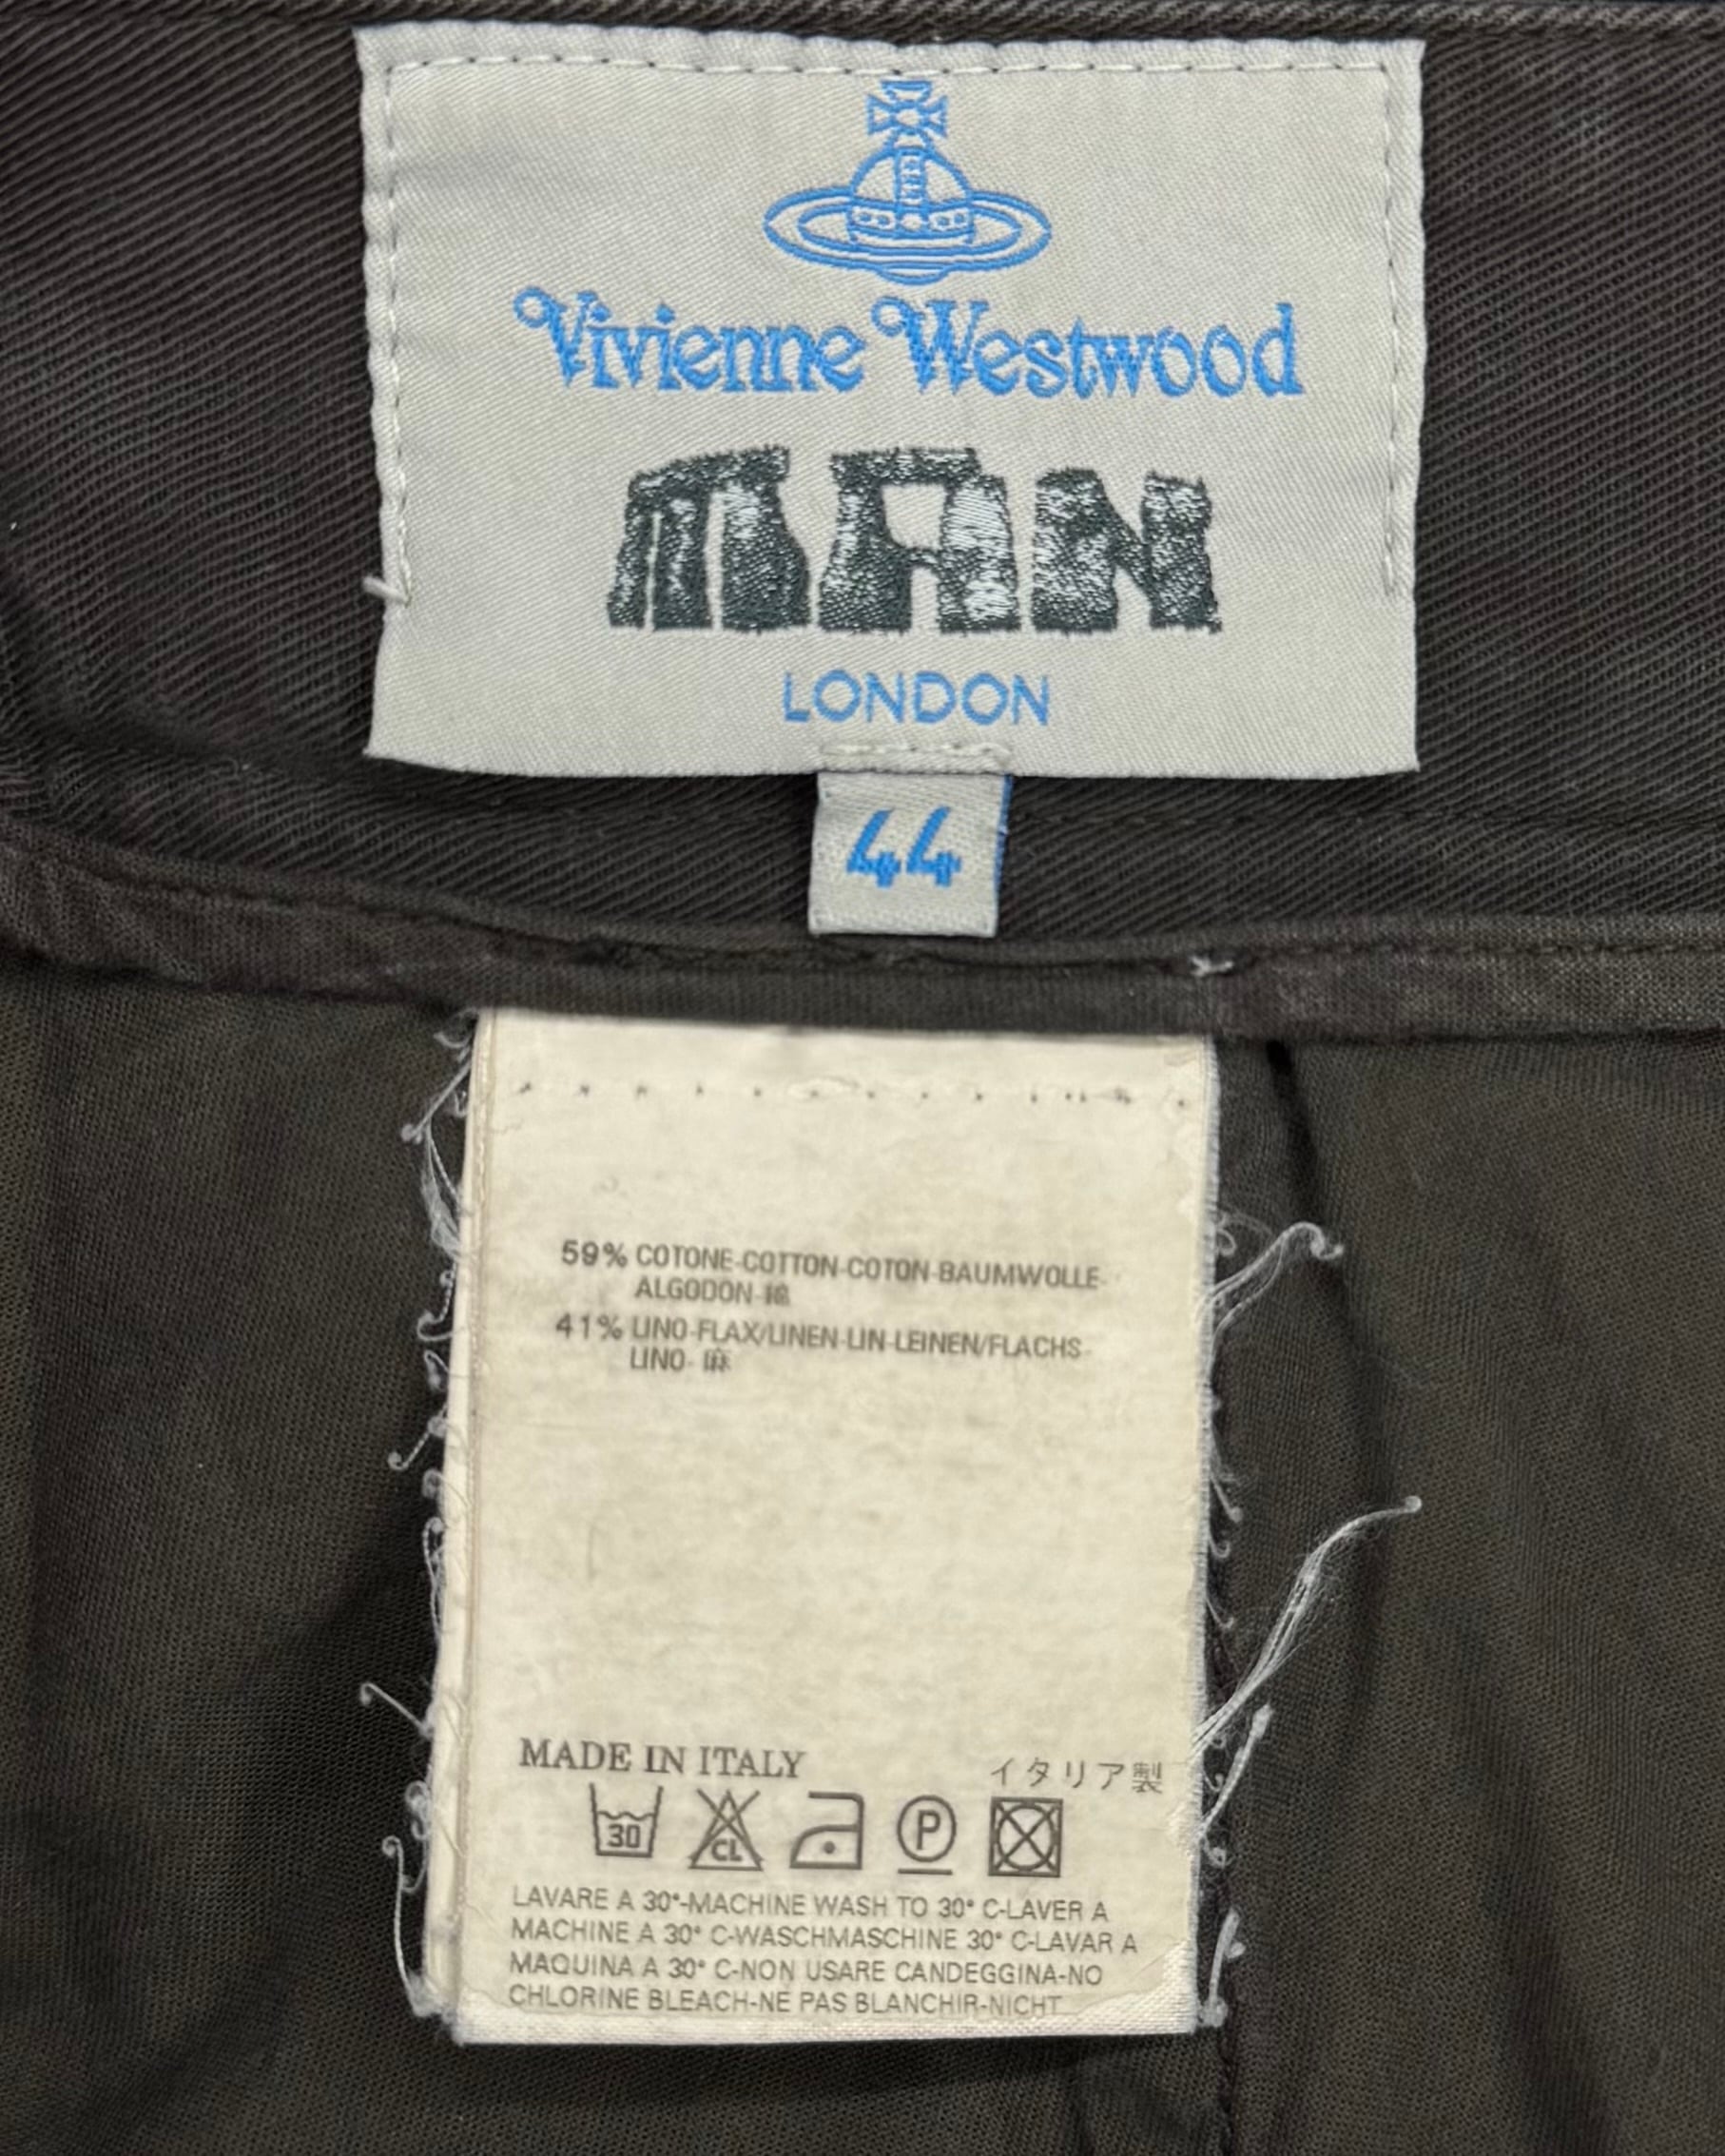 Vivienne Westwood
MAN
LONDON
44
59% COTONE-COTTON-COTON-BAUMWOLLE-
ALGODON-綿
41% LINO-FLAX/LINEN-LIN-LEINEN/FLACHS-
LINO-麻
MADE IN ITALY イタリア製
30 CL P
LAVARE A 30°-MACHINE WASH TO 30° C-LAVER A
MACHINE A 30° C-WASCHMASCHINE 30° C-LAVAR A
MAQUINA A 30° C-NON USARE CANDEGGINA-NO
CHLORINE BLEACH-NE PAS BLANCHIR-NICHT